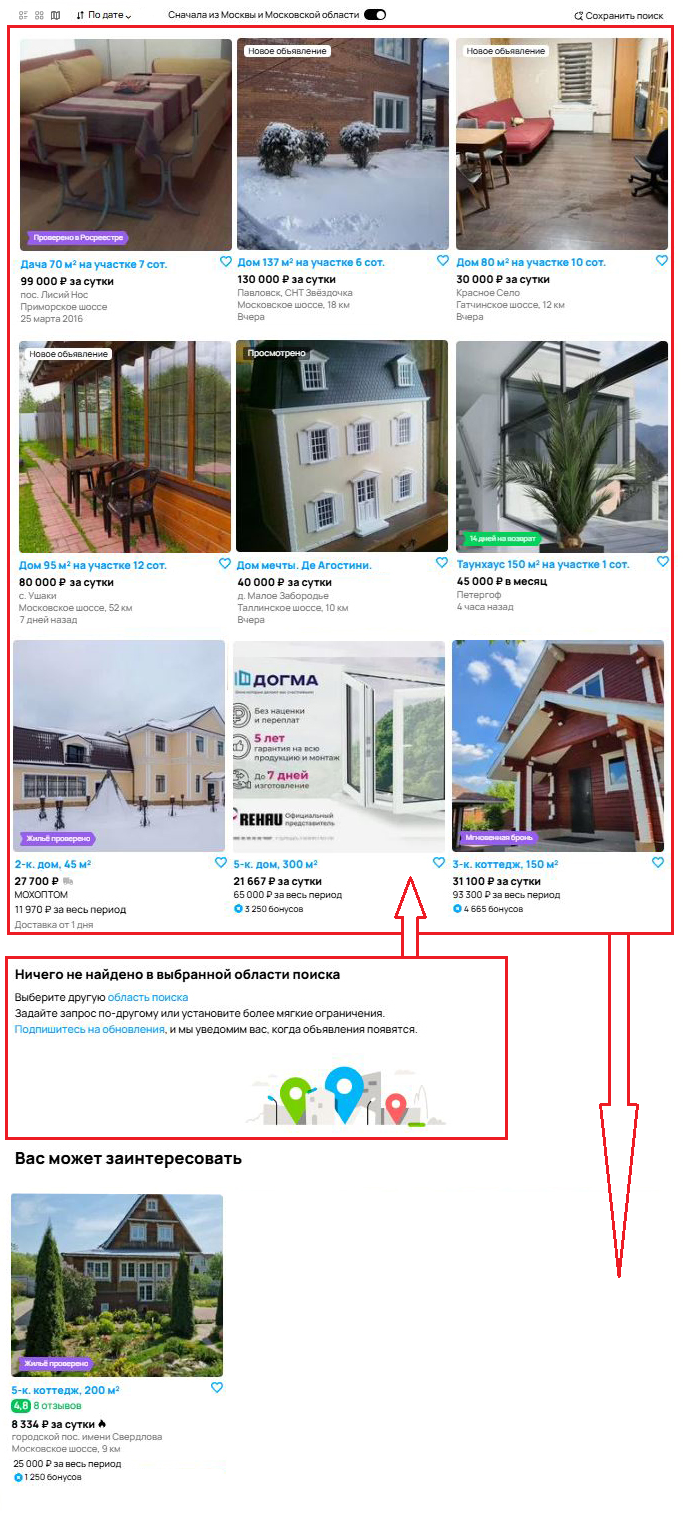 По дате
Сначала из Москвы и Московской области
Сохранить поиск
Проверено в Росреестре
Дача 70 м² на участке 7 сот.
99 000 ₽ за сутки
пос. Лисий Нос
Приморское шоссе
25 марта 2016
Новое объявление
Дом 137 м² на участке 6 сот.
130 000 ₽ за сутки
Павловск, СНТ Звёздочка
Московское шоссе, 18 км
Вчера
Новое объявление
Дом 80 м² на участке 10 сот.
30 000 ₽ за сутки
Красное Село
Гатчинское шоссе, 12 км
Вчера
Новое объявление
Дом 95 м² на участке 12 сот.
80 000 ₽ за сутки
с. Ушаки
Московское шоссе, 52 км
7 дней назад
Просмотрено
Дом мечты. Де Агостини.
40 000 ₽ за сутки
д. Малое Забородье
Таллинское шоссе, 10 км
Вчера
14 дней на возврат
Таунхаус 150 м² на участке 1 сот.
45 000 ₽ в месяц
Петергоф
4 часа назад
Жильё проверено
2-к. дом, 45 м²
27 700 ₽
МОХОПТОМ
11 970 ₽ за весь период
Доставка от 1 дня
ДОГМА
Без наценки
и переплат
5 лет
гарантия на всю
продукцию и монтаж
До 7 дней
изготовление
REHAU Официальный
представитель
5-к. дом, 300 м²
21 667 ₽ за сутки
65 000 ₽ за весь период
3 250 бонусов
Мгновенная бронь
3-к. коттедж, 150 м²
31 100 ₽ за сутки
93 300 ₽ за весь период
4 665 бонусов
Ничего не найдено в выбранной области поиска
Выберите другую область поиска
Задайте запрос по-другому или установите более мягкие ограничения.
Подпишитесь на обновления, и мы уведомим вас, когда объявления появятся.
Вас может заинтересовать
Жильё проверено
5-к. коттедж, 200 м²
4,8 8 отзывов
8 334 ₽ за сутки
городской пос. имени Свердлова
Московское шоссе, 9 км
25 000 ₽ за весь период
1 250 бонусов